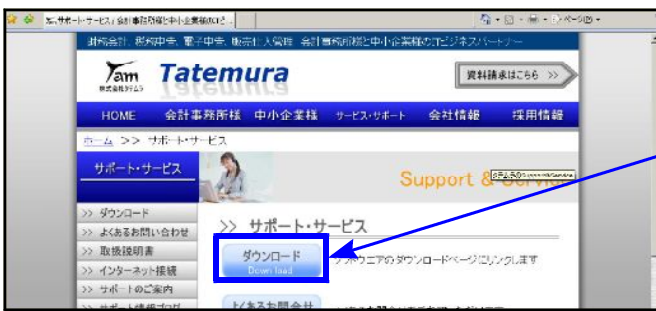 財務会計、税務申告、電子申告、販売仕入管理 会計事務所様と中小企業様のITビジネスパートナー
Tam
株式会社タテムラ
Tatemura
資料請求はこちら >>
HOME 会計事務所様 中小企業様 サービス・サポート 会社情報 採用情報
ホーム >> サポート・サービス
サポート・サービス
Support &
>> ダウンロード
>> よくあるお問い合わせ
>> 取扱説明書
>> インターネット接続
>> サポートのご案内
>> サポート・サービス
ダウンロード
Down load
ソフトウェアのダウンロードページにリンクします
よくあるお問合せ